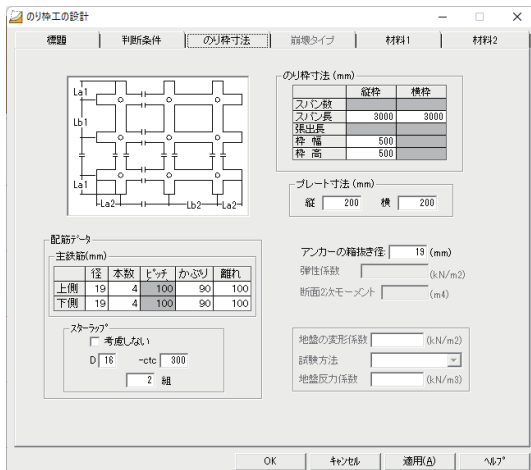 のり枠工の設計
標題 判断条件 のり枠寸法 崩壊タイプ 材料1 材料2
La1
Lb1
La1
La2 Lb2 La2
のり枠寸法(mm)
縦枠 横枠
スパン数
スパン長 3000 3000
張出長
枠 幅 500
枠 高 500
プレート寸法(mm)
縦 200 横 200
配筋データ
主鉄筋(mm)
径 本数 ピッチ かぶり 離れ
上側 19 4 100 90 100
下側 19 4 100 90 100
スターラップ
考慮しない
D 16 -ctc 300
2 組
アンカーの箱抜き径: 19 (mm)
弾性係数 (kN/m2)
断面2次モーメント (m4)
地盤の変形係数 (kN/m2)
試験方法
地盤反力係数 (kN/m3)
OK キャンセル 適用(A) ヘルプ